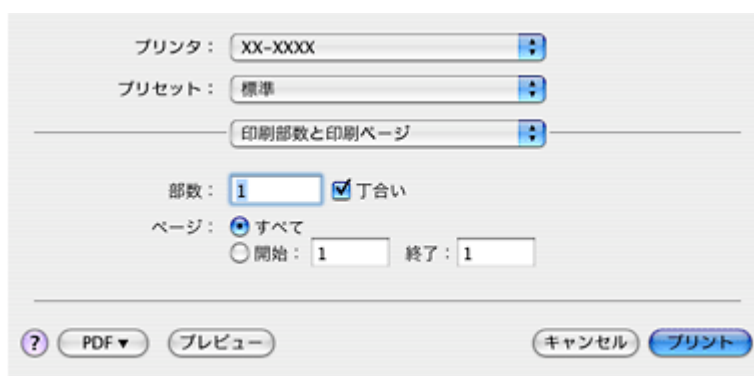 プリンタ： XX-XXXX
プリセット： 標準
印刷部数と印刷ページ
部数： 1 丁合い
ページ： すべて
開始： 1 終了： 1
? PDF▼ プレビュー キャンセル プリント